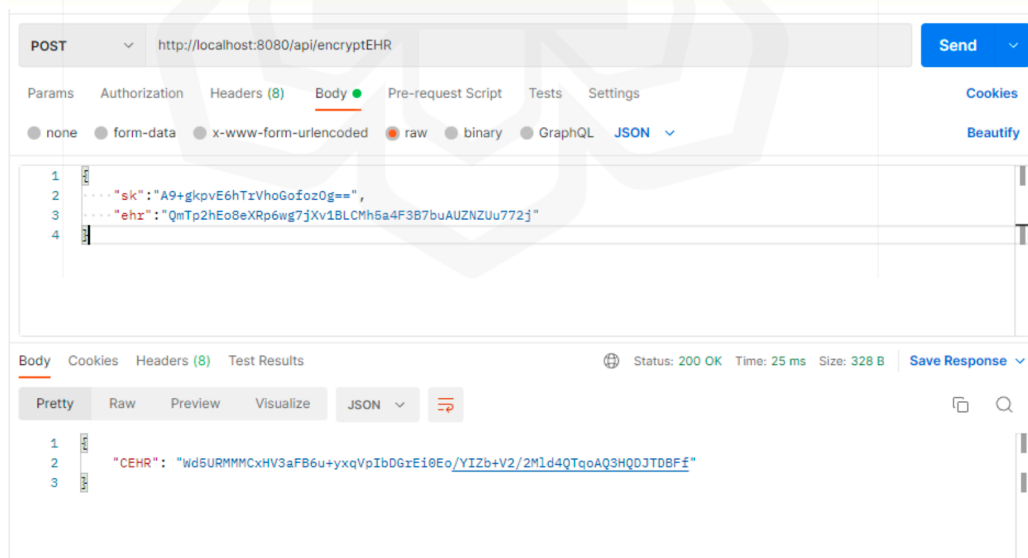 POST http://localhost:8080/api/encryptEHR Send
Params Authorization Headers (8) Body Pre-request Script Tests Settings Cookies
none form-data x-www-form-urlencoded raw binary GraphQL JSON Beautify
1 {
2 ····"sk":"A9+gkpvE6hTrVhoGofozOg==",
3 ····"ehr":"QmTp2hEo8eXRp6wg7jXv1BLCMh5a4F3B7buAUZNZUu772j"
4 }
Body Cookies Headers (8) Test Results Status: 200 OK Time: 25 ms Size: 328 B Save Response
Pretty Raw Preview Visualize JSON
1 {
2 "CEHR": "Wd5URMMMCxHV3aFB6u+yxqVpIbDGrEi0Eo/YIZb+V2/2Mld4QTqoAQ3HQDJTDBFf"
3 }